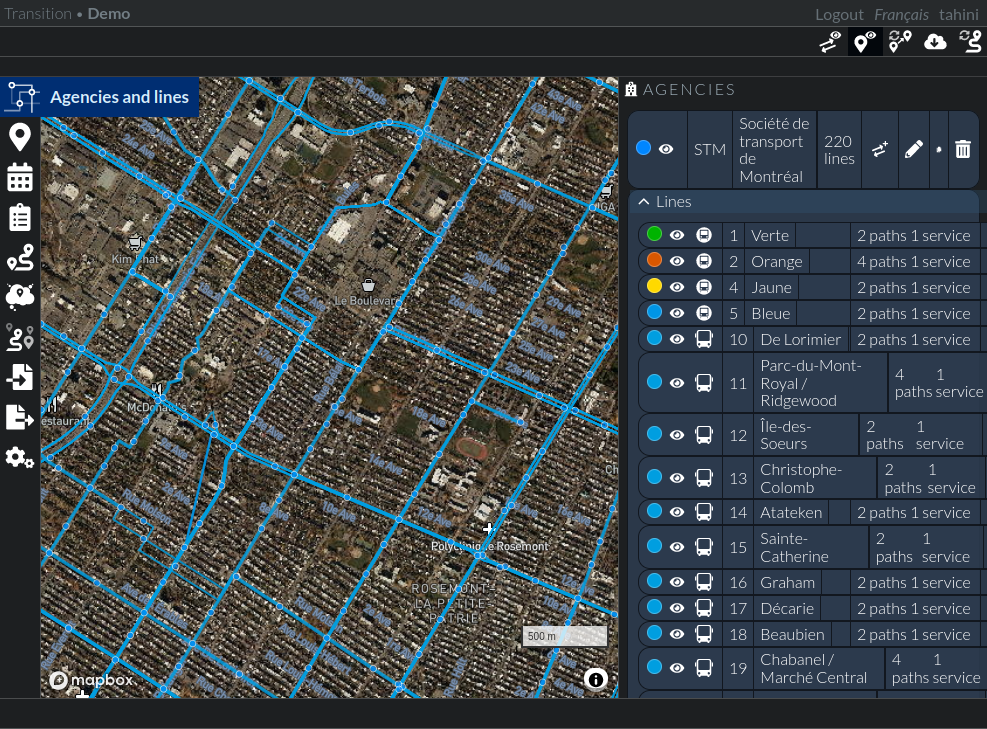 Transition • Demo
Logout Français tahini
Agencies and lines
AGENCIES
STM
Société de
transport
de
Montréal
220
lines
Lines
1 Verte 2 paths 1 service
2 Orange 4 paths 1 service
4 Jaune 2 paths 1 service
5 Bleue 2 paths 1 service
10 De Lorimier 2 paths 1 service
11 Parc-du-Mont-
Royal /
Ridgewood
4 paths 1 service
12 Île-des-
Soeurs
2 paths 1 service
13 Christophe-
Colomb
2 paths 1 service
14 Atateken 2 paths 1 service
15 Sainte-
Catherine
2 paths 1 service
16 Graham 2 paths 1 service
17 Décarie 2 paths 1 service
18 Beaubien 2 paths 1 service
19 Chabanel /
Marché Central
4 paths 1 service
IGA
Le Boulevard
McDonald's
Polyclinique Rosemont
ROSEMONT–
LA PETITE-
PATRIE
500 m
mapbox